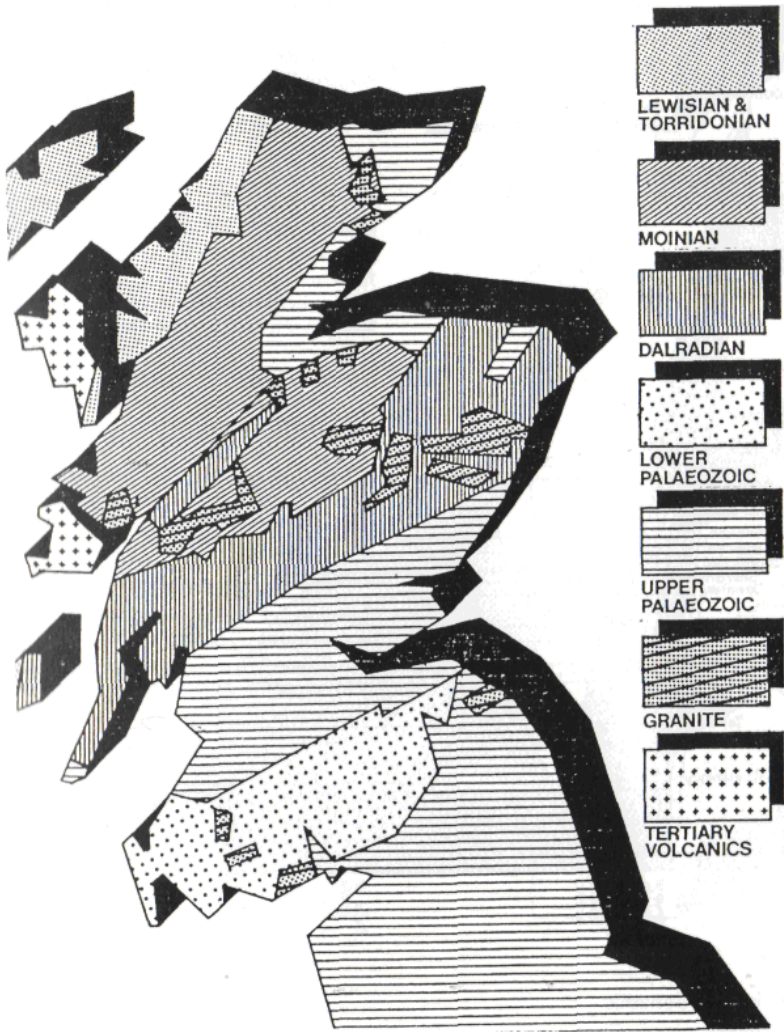 LEWISIAN &
TORRIDONIAN
MOINIAN
DALRADIAN
LOWER
PALAEOZOIC
UPPER
PALAEOZOIC
GRANITE
TERTIARY
VOLCANICS